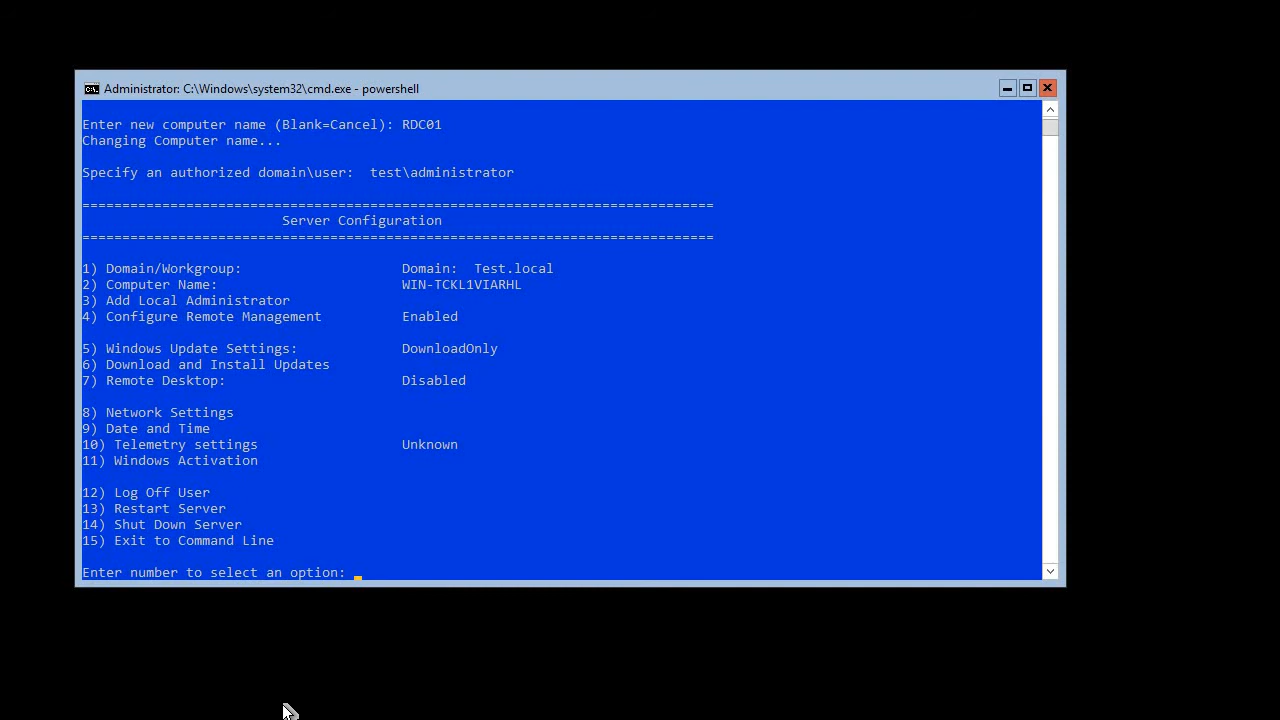 Administrator: C:\Windows\system32\cmd.exe - powershell
Enter new computer name (Blank=Cancel): RDC01
Changing Computer name...
Specify an authorized domain\user:  test\administrator
===============================================================================
                         Server Configuration
===============================================================================
1) Domain/Workgroup:                    Domain:  Test.local
2) Computer Name:                       WIN-TCKL1VIARHL
3) Add Local Administrator
4) Configure Remote Management          Enabled
5) Windows Update Settings:             DownloadOnly
6) Download and Install Updates
7) Remote Desktop:                      Disabled
8) Network Settings
9) Date and Time
10) Telemetry settings                  Unknown
11) Windows Activation
12) Log Off User
13) Restart Server
14) Shut Down Server
15) Exit to Command Line
Enter number to select an option: